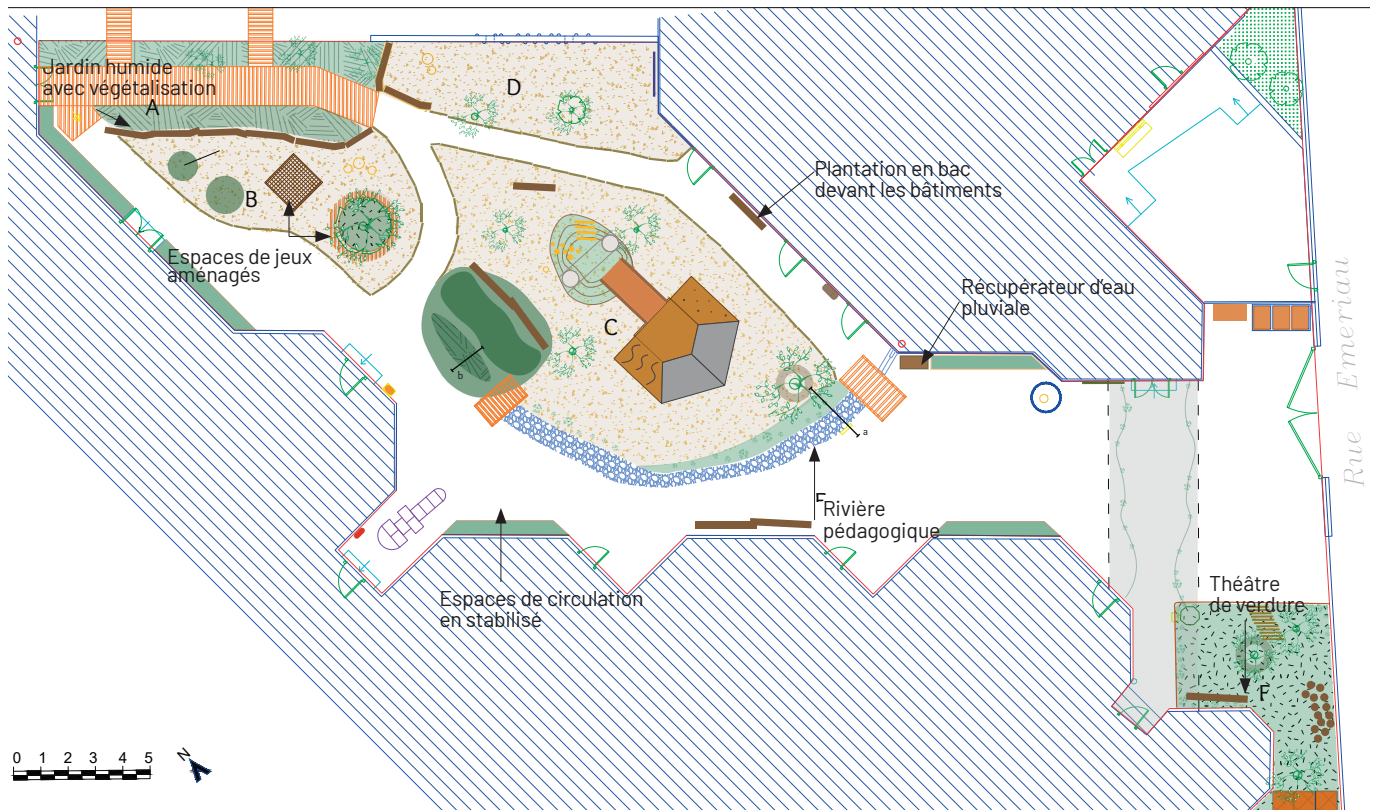 Jardin humide
avec végétalisation
A
D
B
Espaces de jeux
aménagés
Plantation en bac
devant les bâtiments
Récupérateur d'eau
pluviale
C
b
a
Rue Emeriau
E
Rivière
pédagogique
Espaces de circulation
en stabilisé
Théâtre
de verdure
F
0 1 2 3 4 5
N